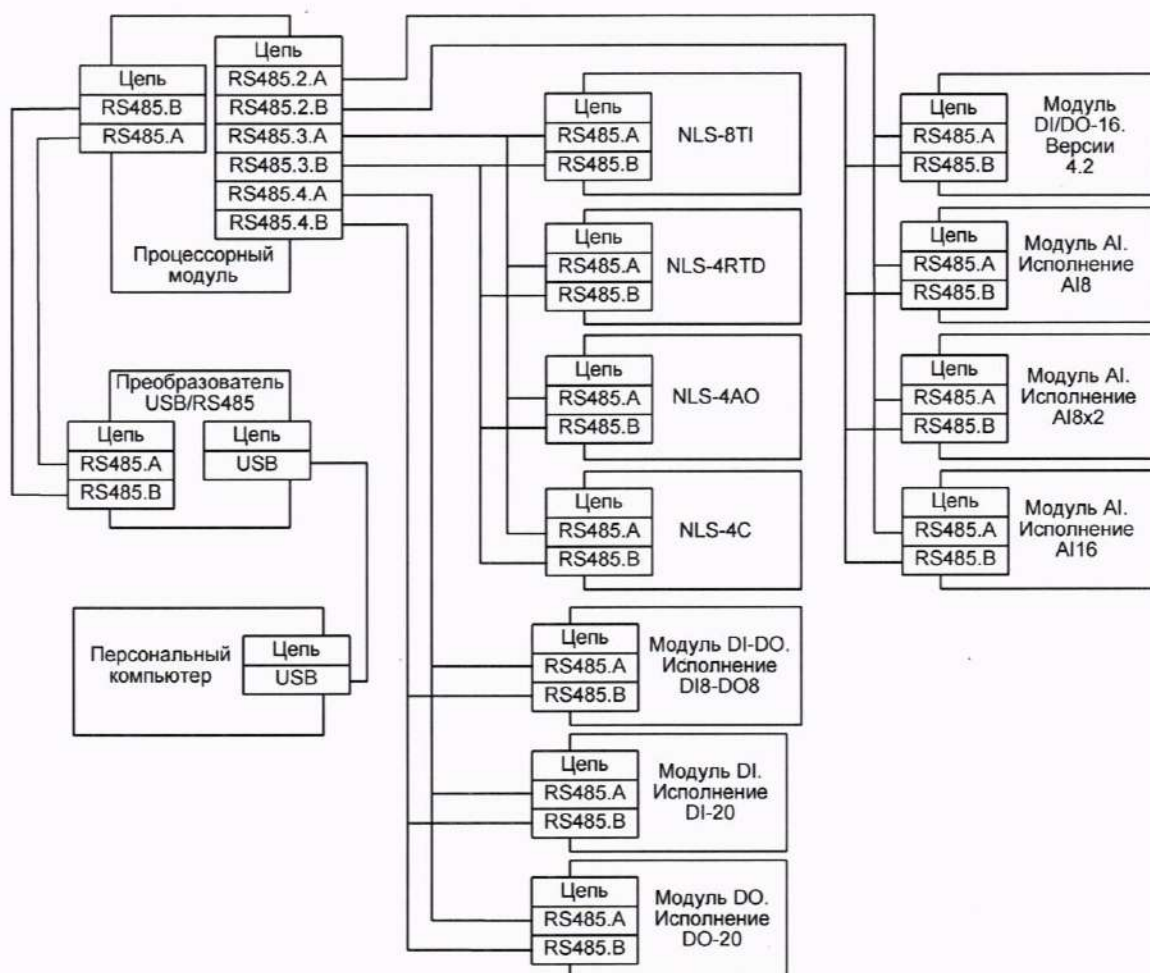 Цепь
RS485.B
RS485.A
Цепь
RS485.2.A
RS485.2.B
RS485.3.A
RS485.3.B
RS485.4.A
RS485.4.B
Процессорный
модуль
Преобразователь
USB/RS485
Цепь
RS485.A
RS485.B
Цепь
USB
Персональный
компьютер
Цепь
USB
Цепь
RS485.A
RS485.B
NLS-8TI
Цепь
RS485.A
RS485.B
NLS-4RTD
Цепь
RS485.A
RS485.B
NLS-4AO
Цепь
RS485.A
RS485.B
NLS-4C
Цепь
RS485.A
RS485.B
Модуль DI-DO.
Исполнение
DI8-DO8
Цепь
RS485.A
RS485.B
Модуль DI.
Исполнение
DI-20
Цепь
RS485.A
RS485.B
Модуль DO.
Исполнение
DO-20
Цепь
RS485.A
RS485.B
Модуль
DI/DO-16.
Версии
4.2
Цепь
RS485.A
RS485.B
Модуль AI.
Исполнение
AI8
Цепь
RS485.A
RS485.B
Модуль AI.
Исполнение
AI8x2
Цепь
RS485.A
RS485.B
Модуль AI.
Исполнение
AI16